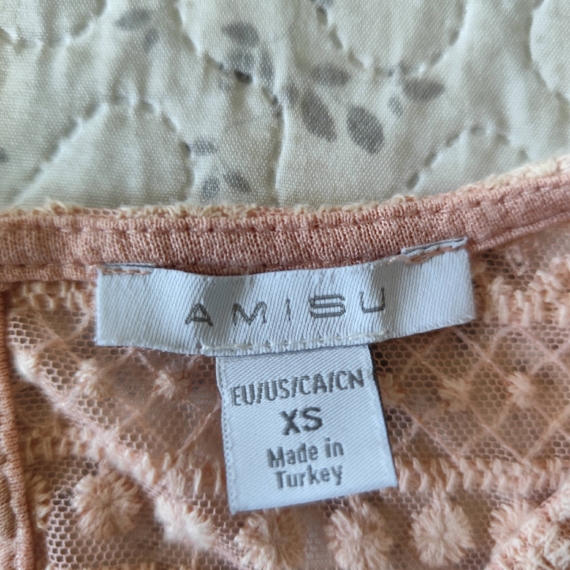 AMISU
EU/US/CA/CN
XS
Made in
Turkey